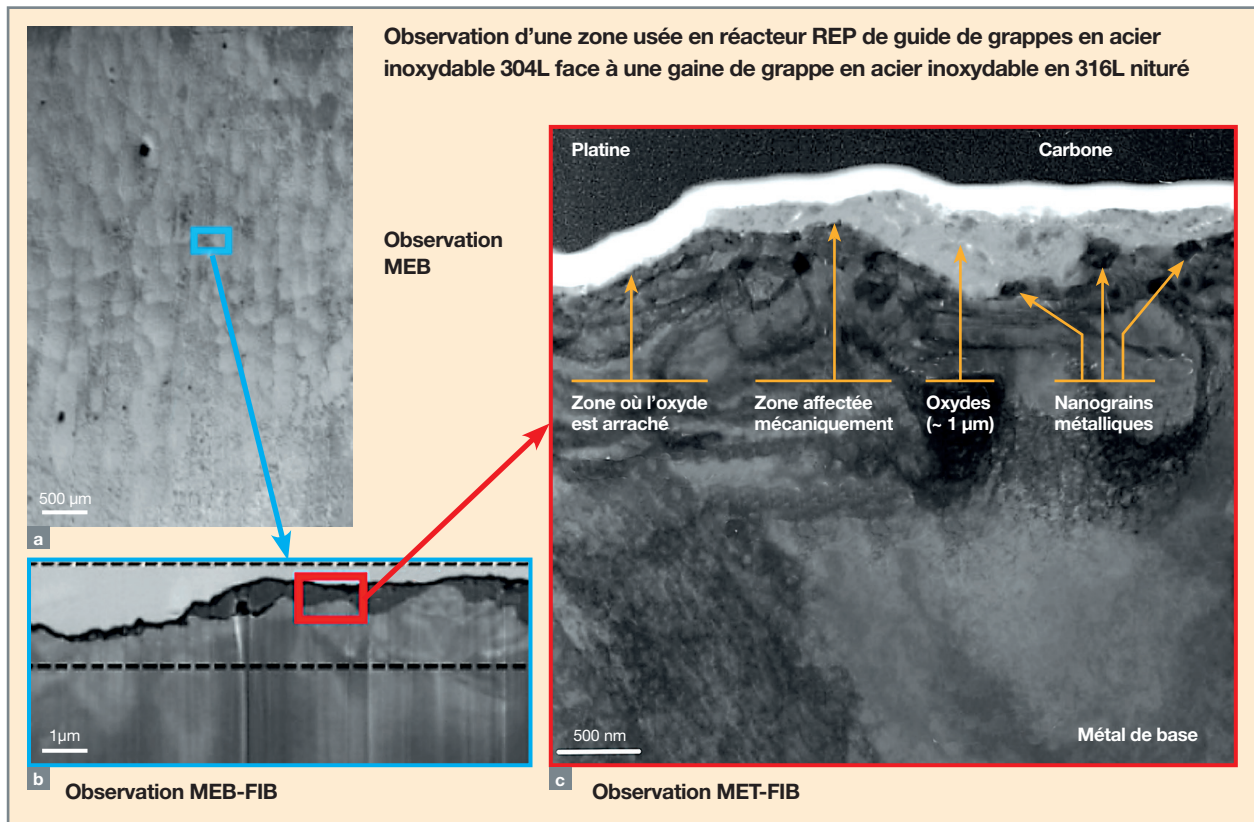 Observation d'une zone usée en réacteur REP de guide de grappes en acier
inoxydable 304L face à une gaine de grappe en acier inoxydable en 316L nituré
Observation
MEB
500 µm
a
1µm
b
Observation MEB-FIB
Platine
Carbone
Zone où l'oxyde
est arraché
Zone affectée
mécaniquement
Oxydes
(~ 1 µm)
Nanograins
métalliques
500 nm
Métal de base
c
Observation MET-FIB